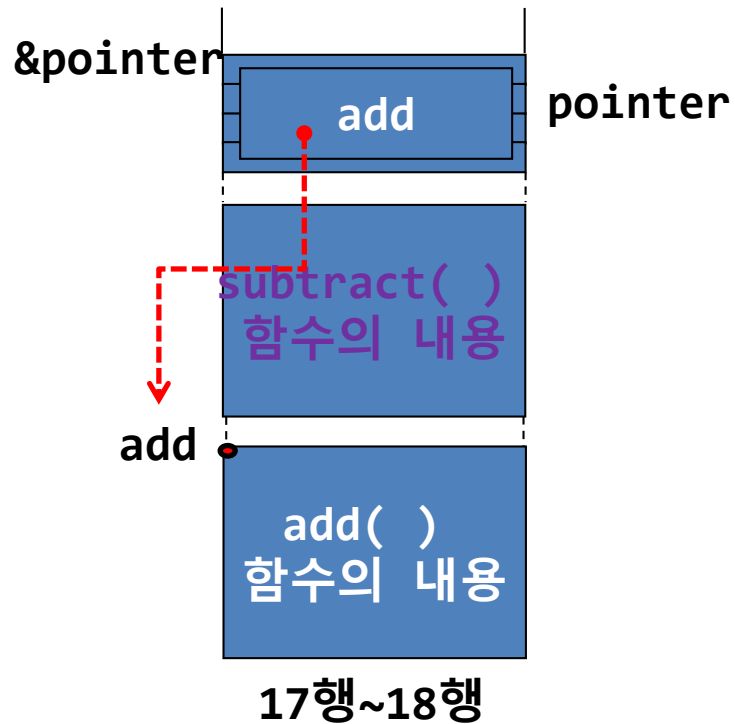 &pointer
add
pointer
subtract( )
함수의 내용
add
add( )
함수의 내용
17행~18행